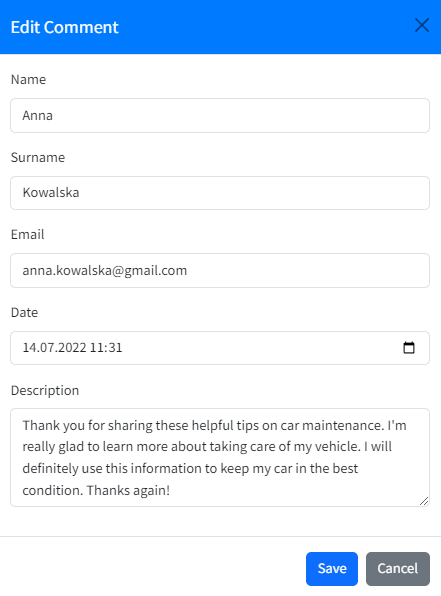 Edit Comment
Name
Anna
Surname
Kowalska
Email
anna.kowalska@gmail.com
Date
14.07.2022 11:31
Description
Thank you for sharing these helpful tips on car maintenance. I'm
really glad to learn more about taking care of my vehicle. I will
definitely use this information to keep my car in the best
condition. Thanks again!
Save Cancel